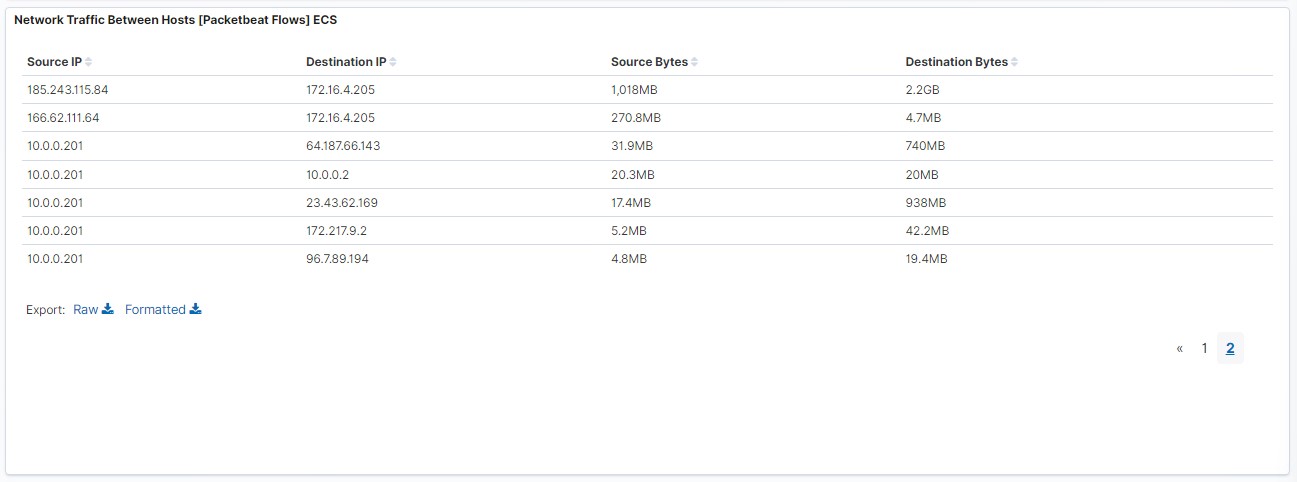 Network Traffic Between Hosts [Packetbeat Flows] ECS
Source IP Destination IP Source Bytes Destination Bytes
185.243.115.84 172.16.4.205 1,018MB 2.2GB
166.62.111.64 172.16.4.205 270.8MB 4.7MB
10.0.0.201 64.187.66.143 31.9MB 740MB
10.0.0.201 10.0.0.2 20.3MB 20MB
10.0.0.201 23.43.62.169 17.4MB 938MB
10.0.0.201 172.217.9.2 5.2MB 42.2MB
10.0.0.201 96.7.89.194 4.8MB 19.4MB
Export: Raw Formatted
« 1 2